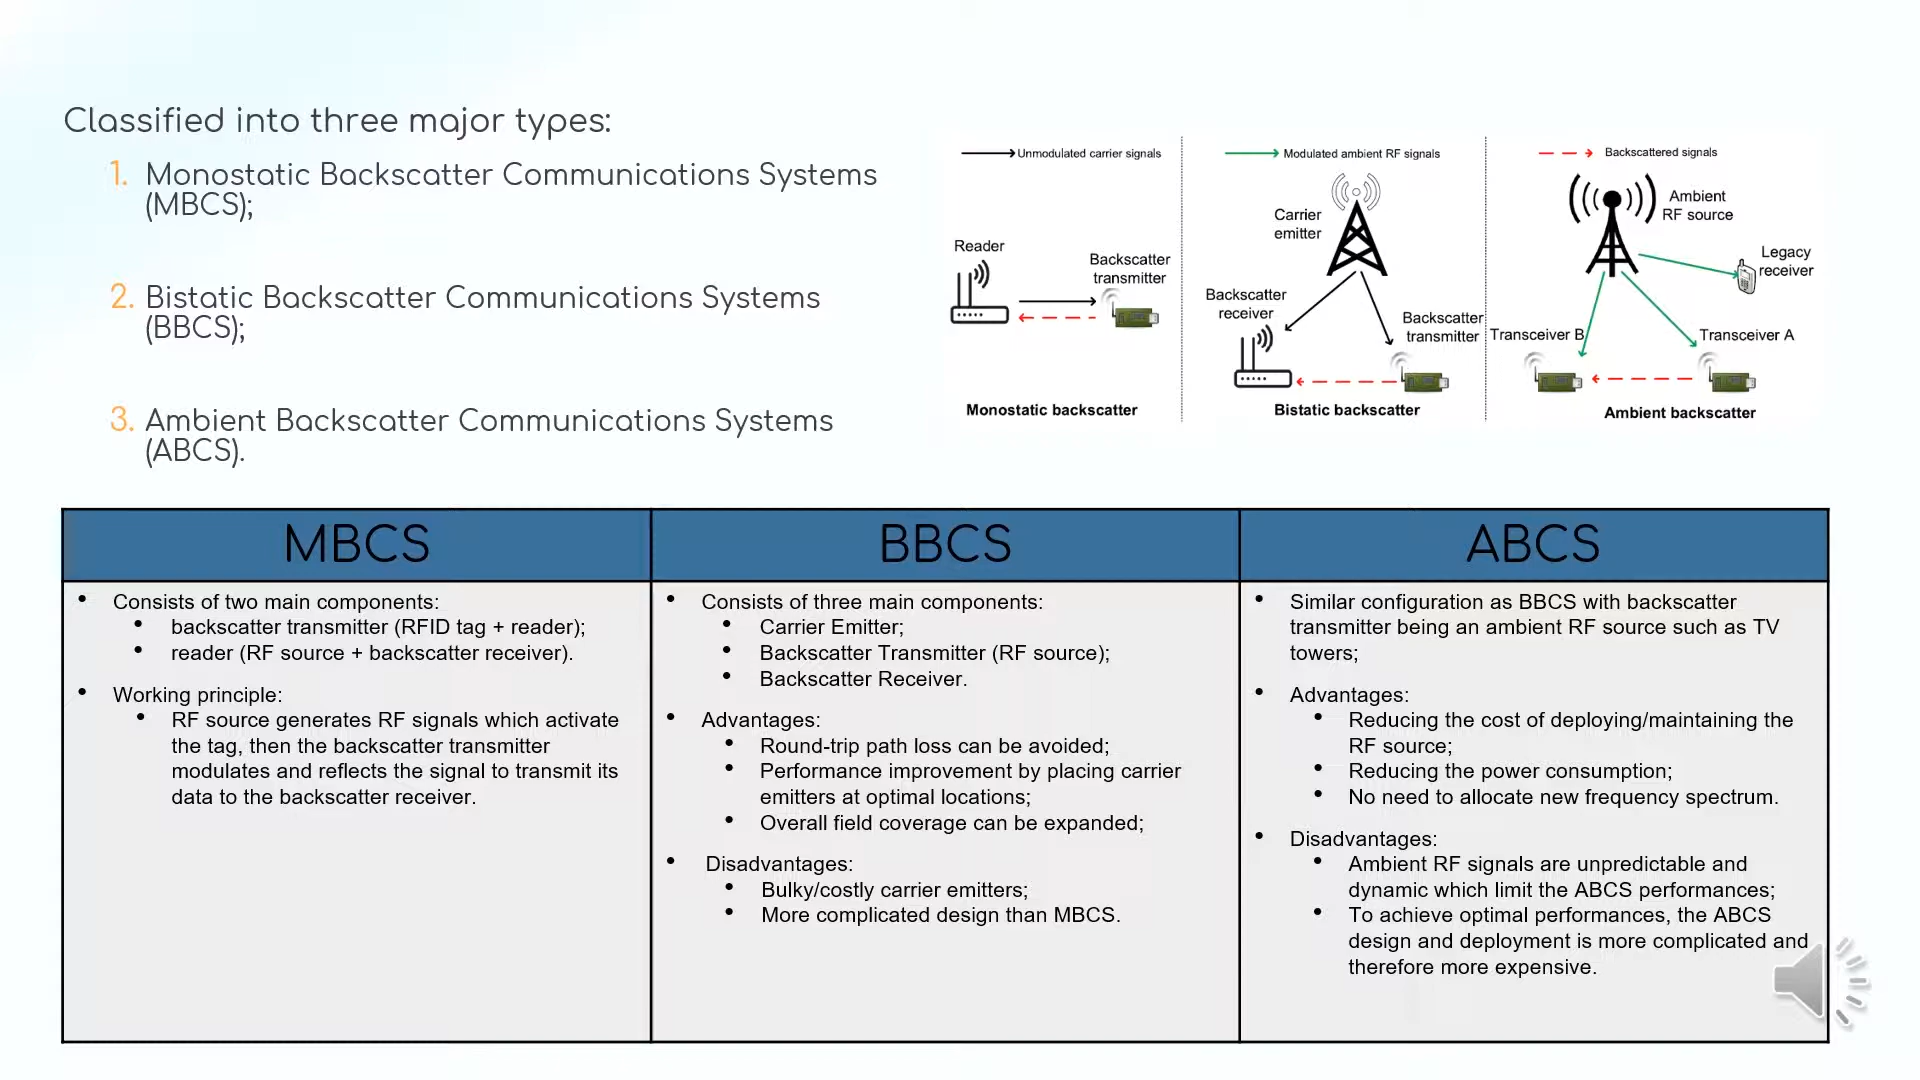 Classified into three major types:
1. Monostatic Backscatter Communications Systems
(MBCS);
2. Bistatic Backscatter Communications Systems
(BBCS);
3. Ambient Backscatter Communications Systems
(ABCS).
Unmodulated carrier signals
Modulated ambient RF signals
Backscattered signals
Reader
Backscatter
transmitter
Monostatic backscatter
Carrier
emitter
Backscatter
receiver
Backscatter
transmitter
Bistatic backscatter
Ambient
RF source
Legacy
receiver
Transceiver B
Transceiver A
Ambient backscatter
MBCS
• Consists of two main components:
• backscatter transmitter (RFID tag + reader);
• reader (RF source + backscatter receiver).
• Working principle:
• RF source generates RF signals which activate
the tag, then the backscatter transmitter
modulates and reflects the signal to transmit its
data to the backscatter receiver.
BBCS
• Consists of three main components:
• Carrier Emitter;
• Backscatter Transmitter (RF source);
• Backscatter Receiver.
• Advantages:
• Round-trip path loss can be avoided;
• Performance improvement by placing carrier
emitters at optimal locations;
• Overall field coverage can be expanded;
• Disadvantages:
• Bulky/costly carrier emitters;
• More complicated design than MBCS.
ABCS
• Similar configuration as BBCS with backscatter
transmitter being an ambient RF source such as TV
towers;
• Advantages:
• Reducing the cost of deploying/maintaining the
RF source;
• Reducing the power consumption;
• No need to allocate new frequency spectrum.
• Disadvantages:
• Ambient RF signals are unpredictable and
dynamic which limit the ABCS performances;
• To achieve optimal performances, the ABCS
design and deployment is more complicated and
therefore more expensive.